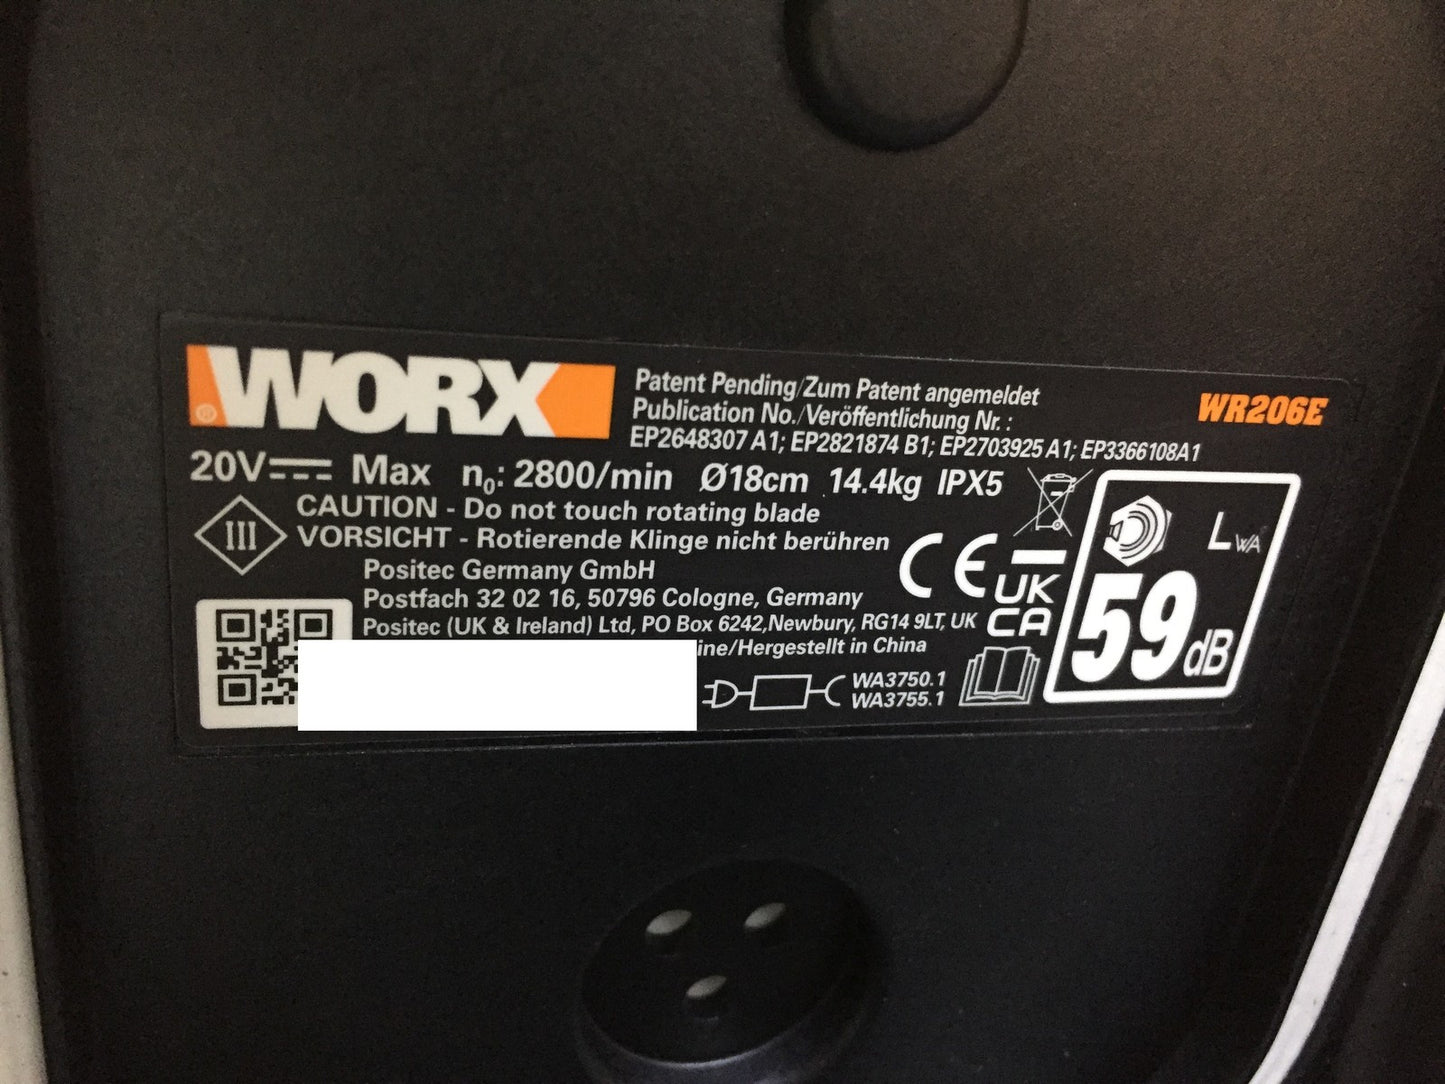 WORX
®
Patent Pending/Zum Patent angemeldet
Publication No./Veröffentlichung Nr.:
EP2648307 A1; EP2821874 B1; EP2703925 A1; EP3366108A1
WR206E
20V Max n0: 2800/min Ø18cm 14.4kg IPX5
CAUTION - Do not touch rotating blade
VORSICHT - Rotierende Klinge nicht berühren
III
Positec Germany GmbH
Postfach 32 02 16, 50796 Cologne, Germany
Positec (UK & Ireland) Ltd, PO Box 6242,Newbury, RG14 9LT, UK
/Hergestellt in China
WA3750.1
WA3755.1
CE
UK
CA
LWA
59 dB